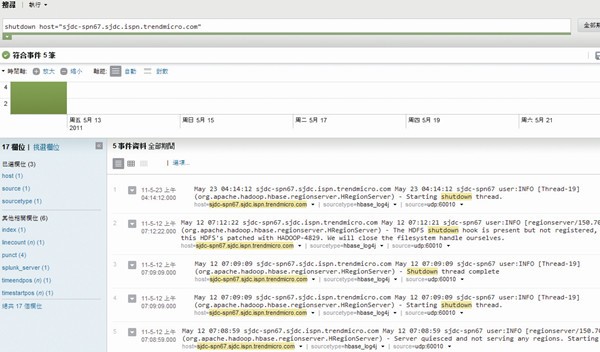 搜尋 | 執行
shutdown host="sjdc-spn67.sjdc.ispn.trendmicro.com"
全部期
符合事件 5 筆
時間軸: 放大 縮小 軸距: 自動 對數
4
2
周五 5月 13
2011
周日 5月 15
周二 5月 17
周四 5月 19
周六 5月 21
17 欄位 | 挑選欄位
5 事件資料 全部期間
選項...
已選欄位 (3)
host (1)
source (1)
sourcetype (1)
其他相關欄位 (6)
index (1)
linecount (n) (1)
punct (4)
splunk_server (1)
timeendpos (n) (1)
timestartpos (n) (1)
總共 17 個欄位
1 11-5-23 上午 04:14:12.000
May 23 04:14:12 sjdc-spn67.sjdc.ispn.trendmicro.com May 23 04:14:12 sjdc-spn67 user:INFO [Thread-19]
(org.apache.hadoop.hbase.regionserver.HRegionServer) - Starting shutdown thread.
host=sjdc-spn67.sjdc.ispn.trendmicro.com | sourcetype=hbase_log4j | source=udp:60010
2 11-5-12 上午 07:12:22.000
May 12 07:12:22 sjdc-spn67.sjdc.ispn.trendmicro.com May 12 07:12:21 sjdc-spn67 user:INFO [regionserver/150.70
(org.apache.hadoop.hbase.regionserver.HRegionServer) - The HDFS shutdown hook is present but not registered,
this HDFS's patched with HADOOP-4829. We will close the filesystem handle ourselves.
host=sjdc-spn67.sjdc.ispn.trendmicro.com | sourcetype=hbase_log4j | source=udp:60010
3 11-5-12 上午 07:09:09.000
May 12 07:09:09 sjdc-spn67.sjdc.ispn.trendmicro.com May 12 07:09:09 sjdc-spn67 user:INFO [Thread-19]
(org.apache.hadoop.hbase.regionserver.HRegionServer) - Shutdown thread complete
host=sjdc-spn67.sjdc.ispn.trendmicro.com | sourcetype=hbase_log4j | source=udp:60010
4 11-5-12 上午 07:09:09.000
May 12 07:09:09 sjdc-spn67.sjdc.ispn.trendmicro.com May 12 07:09:09 sjdc-spn67 user:INFO [Thread-19]
(org.apache.hadoop.hbase.regionserver.HRegionServer) - Starting shutdown thread.
host=sjdc-spn67.sjdc.ispn.trendmicro.com | sourcetype=hbase_log4j | source=udp:60010
5 11-5-12 上午 07:08:59.000
May 12 07:08:59 sjdc-spn67.sjdc.ispn.trendmicro.com May 12 07:08:59 sjdc-spn67 user:INFO [regionserver/150.76
(org.apache.hadoop.hbase.regionserver.HRegionServer) - Server quiesced and not serving any regions. Starting
host=sjdc-spn67.sjdc.ispn.trendmicro.com | sourcetype=hbase_log4j | source=udp:60010